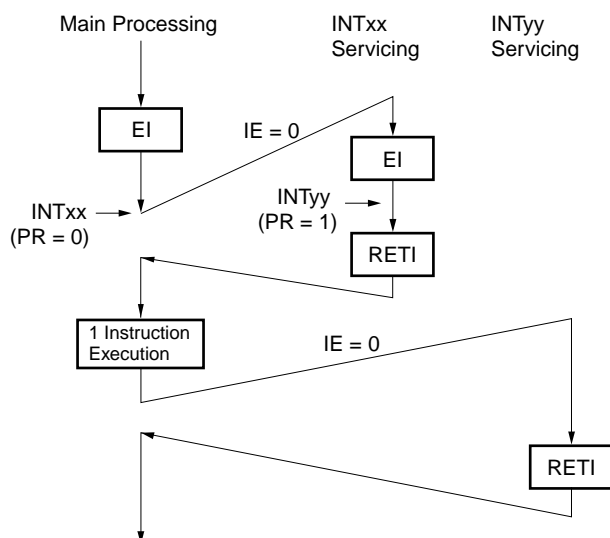 Main Processing
INTxx
Servicing
INTyy
Servicing
EI
IE = 0
EI
INTxx
(PR = 0)
INTyy
(PR = 1)
RETI
1 Instruction
Execution
IE = 0
RETI